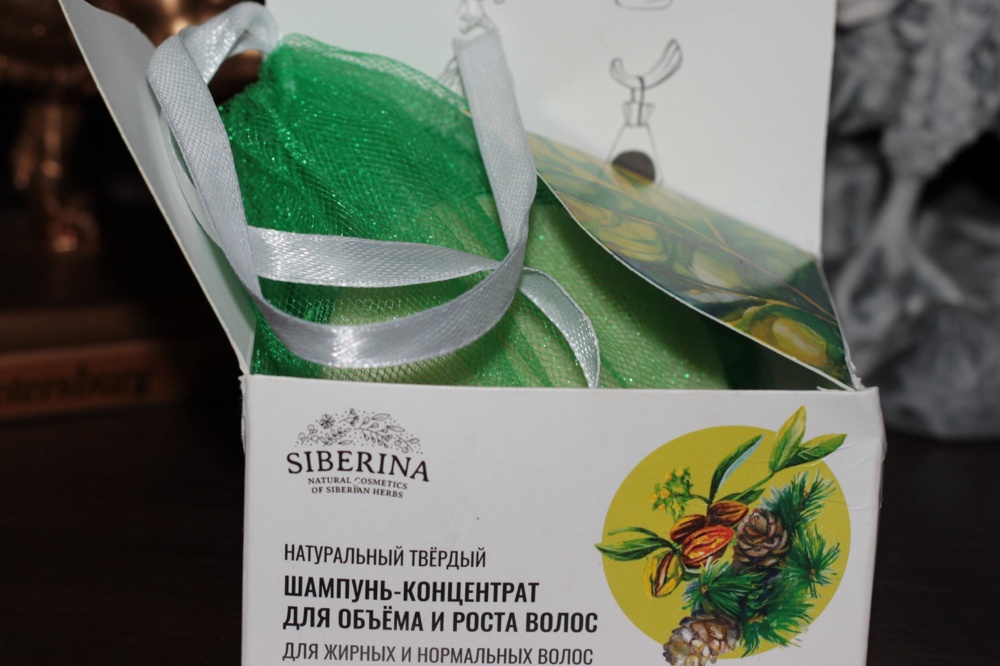 SIBERINA
NATURAL COSMETICS
OF SIBERIAN HERBS
НАТУРАЛЬНЫЙ ТВЁРДЫЙ
ШАМПУНЬ-КОНЦЕНТРАТ
ДЛЯ ОБЪЁМА И РОСТА ВОЛОС
ДЛЯ ЖИРНЫХ И НОРМАЛЬНЫХ ВОЛОС